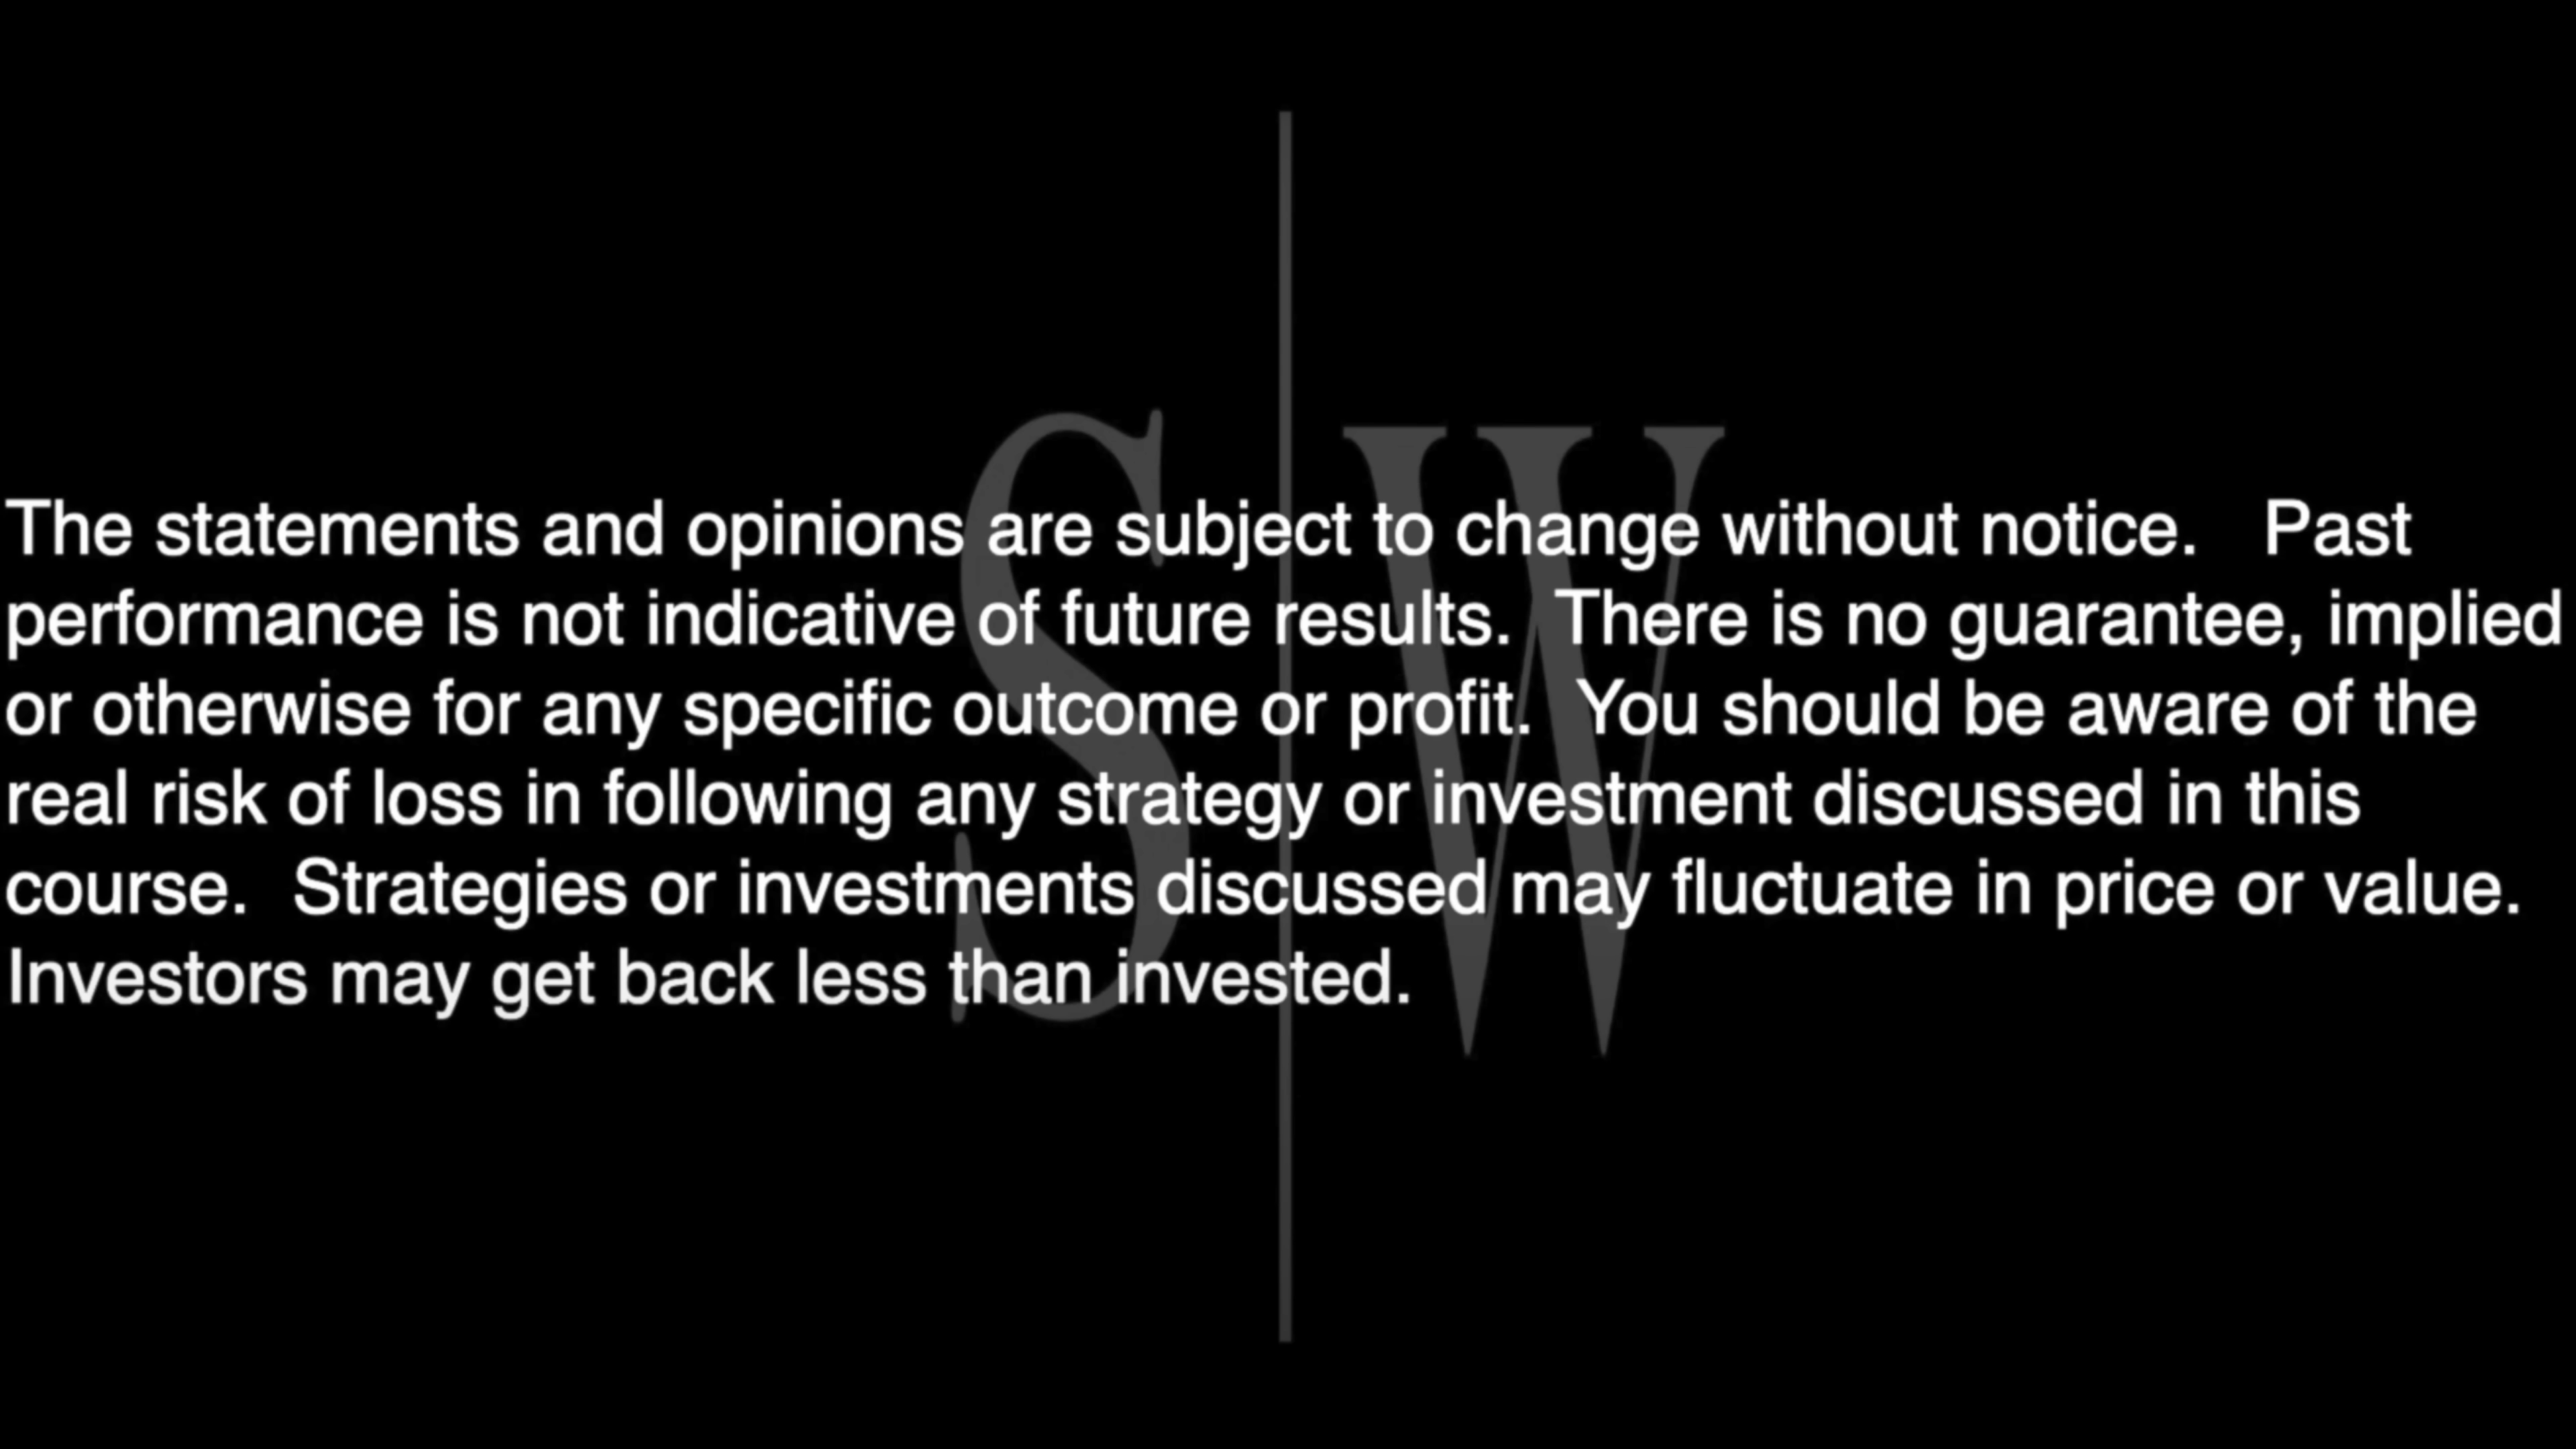 The statements and opinions are subject to change without notice.   Past
performance is not indicative of future results.  There is no guarantee, implied
or otherwise for any specific outcome or profit.  You should be aware of the
real risk of loss in following any strategy or investment discussed in this
course.  Strategies or investments discussed may fluctuate in price or value.
Investors may get back less than invested.
S W